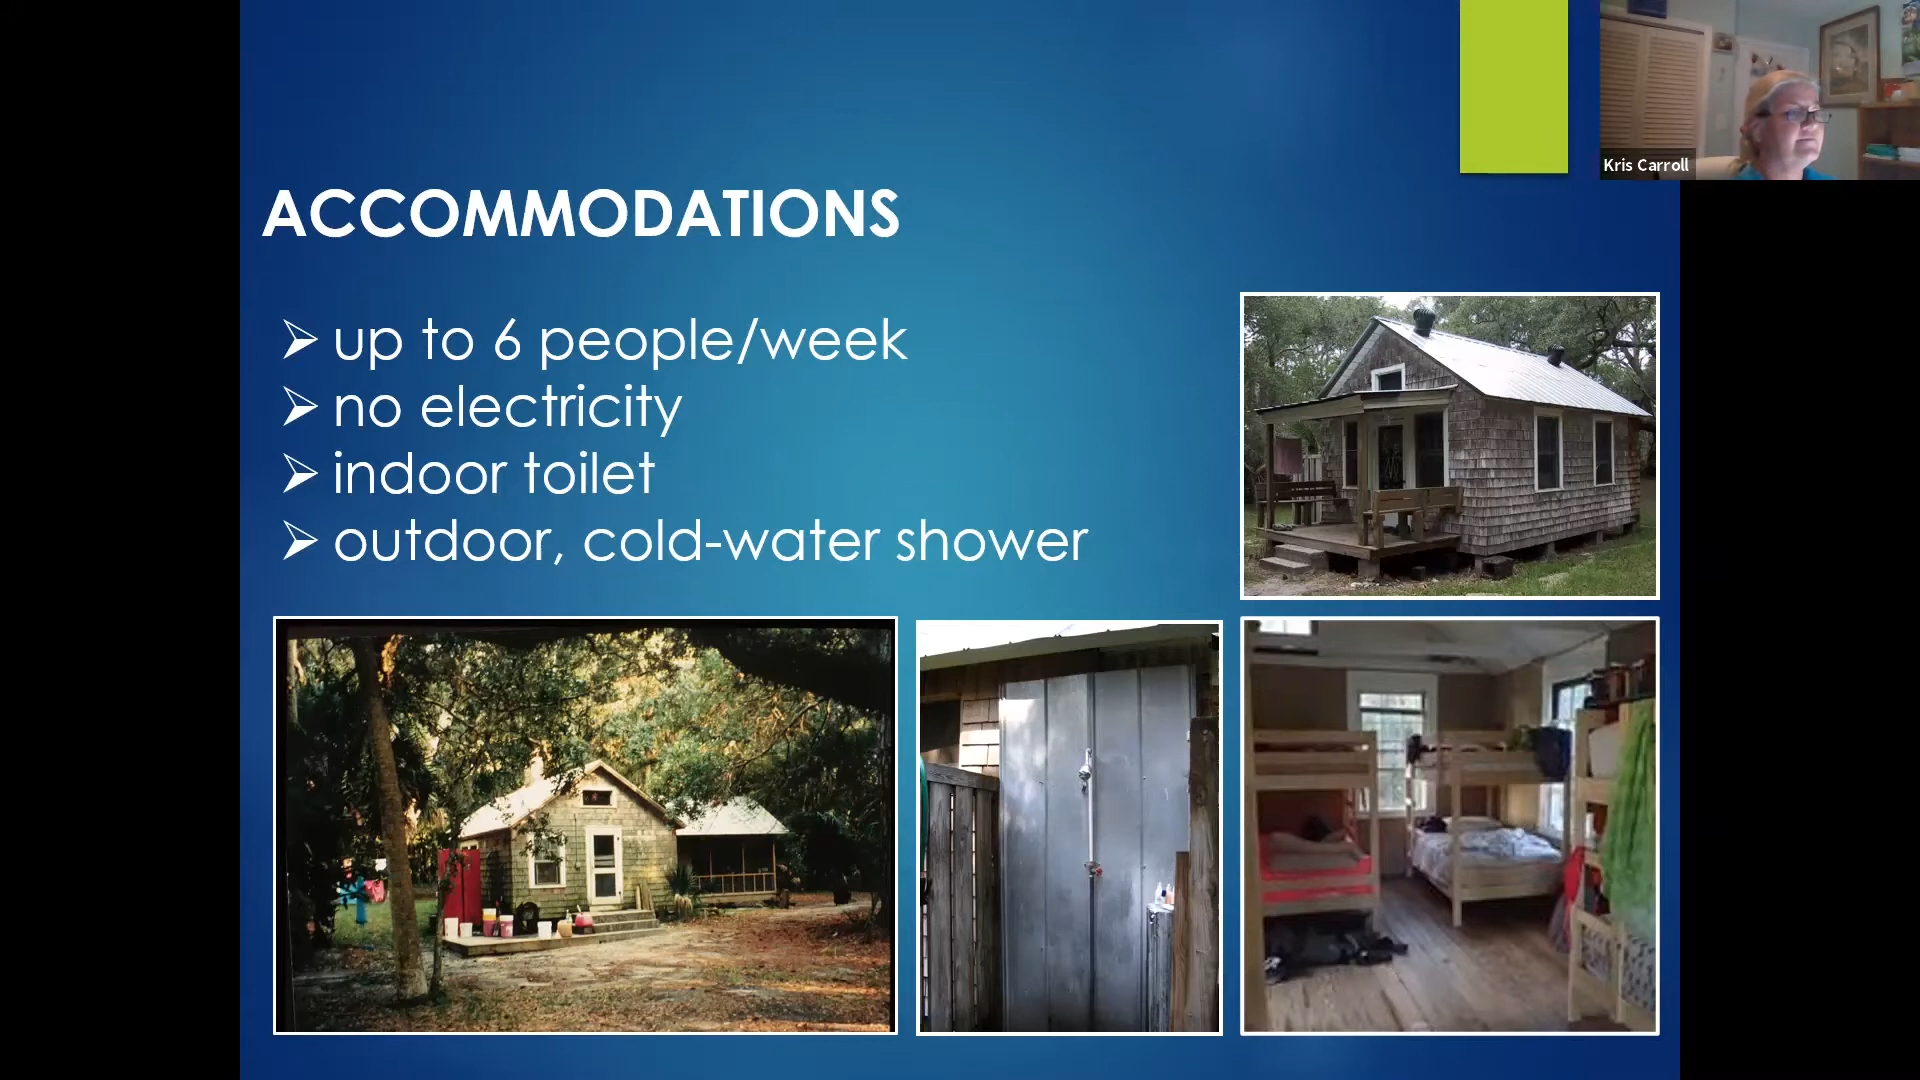 Kris Carroll
ACCOMMODATIONS
up to 6 people/week
no electricity
indoor toilet
outdoor, cold-water shower